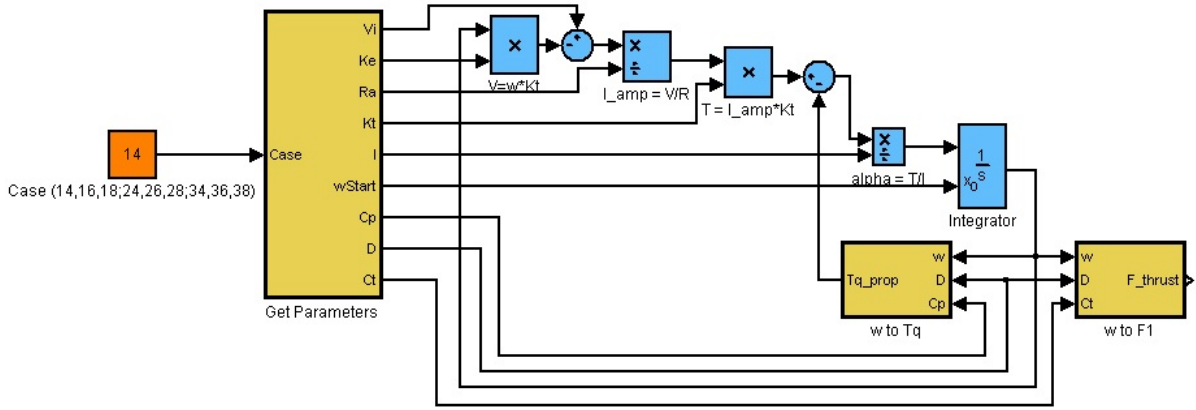 Vi
Ke
Ra
Kt
I
wStart
Cp
D
Ct
Case
Get Parameters
14
Case (14,16,18;24,26,28;34,36,38)
×
V=w*Kt
- +
×
÷
I_amp = V/R
×
T = I_amp*Kt
+ -
×
÷
alpha = T/I
1
x₀ s
Integrator
Tq_prop
w
D
Cp
w to Tq
w
D
Ct
F_thrust
w to F1